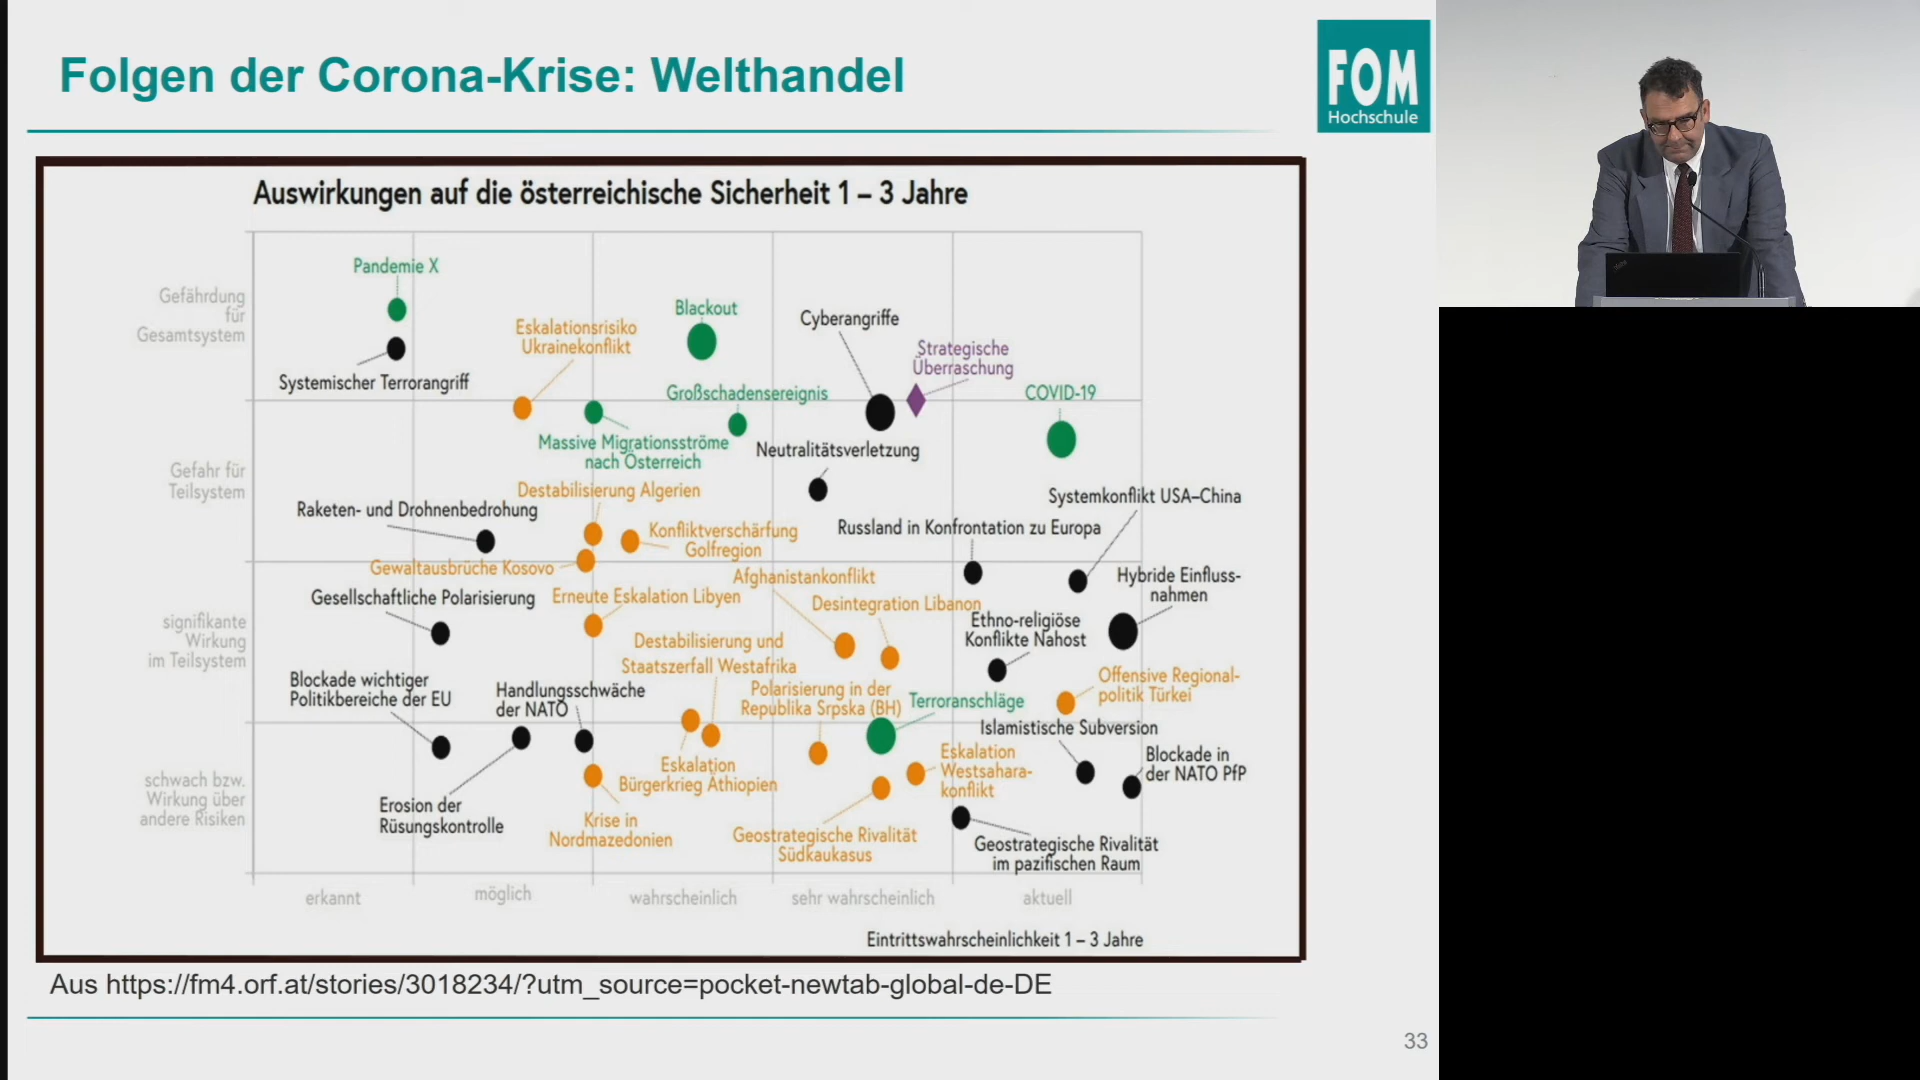 Folgen der Corona-Krise: Welthandel
FOM
Hochschule
Auswirkungen auf die österreichische Sicherheit 1 – 3 Jahre
Gefährdung
für
Gesamtsystem
Gefahr für
Teilsystem
signifikante
Wirkung
im Teilsystem
schwach bzw.
Wirkung über
andere Risiken
Pandemie X
Systemischer Terrorangriff
Eskalationsrisiko
Ukrainekonflikt
Blackout
Cyberangriffe
Strategische
Überraschung
COVID-19
Großschadensereignis
Massive Migrationsströme
nach Österreich
Neutralitätsverletzung
Destabilisierung Algerien
Raketen- und Drohnenbedrohung
Konfliktverschärfung
Golfregion
Russland in Konfrontation zu Europa
Systemkonflikt USA–China
Gewaltausbrüche Kosovo
Afghanistankonflikt
Hybride Einfluss-
nahmen
Gesellschaftliche Polarisierung
Erneute Eskalation Libyen
Desintegration Libanon
Ethno-religiöse
Konflikte Nahost
Destabilisierung und
Staatszerfall Westafrika
Blockade wichtiger
Politikbereiche der EU
Handlungsschwäche
der NATO
Polarisierung in der
Republika Srpska (BH)
Terroranschläge
Offensive Regional-
politik Türkei
Islamistische Subversion
Eskalation
Bürgerkrieg Äthiopien
Eskalation
Westsahara-
konflikt
Blockade in
der NATO PfP
Erosion der
Rüsungskontrolle
Krise in
Nordmazedonien
Geostrategische Rivalität
Südkaukasus
Geostrategische Rivalität
im pazifischen Raum
erkannt
möglich
wahrscheinlich
sehr wahrscheinlich
aktuell
Eintrittswahrscheinlichkeit 1 – 3 Jahre
Aus https://fm4.orf.at/stories/3018234/?utm_source=pocket-newtab-global-de-DE
33